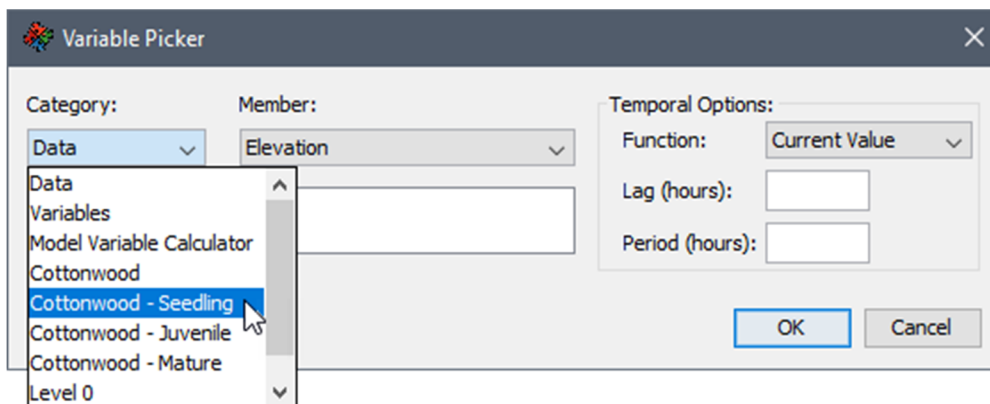 Variable Picker
Category:
Member:
Temporal Options:
Data
Elevation
Function:
Current Value
Lag (hours):
Period (hours):
Data
Variables
Model Variable Calculator
Cottonwood
Cottonwood - Seedling
Cottonwood - Juvenile
Cottonwood - Mature
Level 0
OK
Cancel